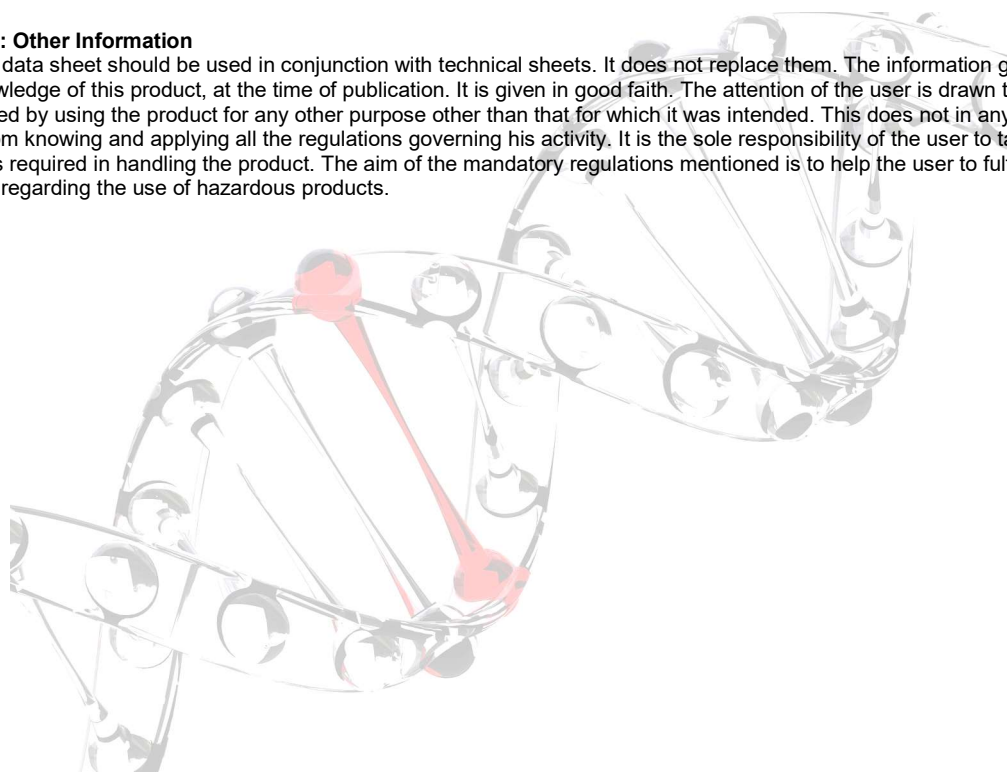 : Other Information
data sheet should be used in conjunction with technical sheets. It does not replace them. The information g
wledge of this product, at the time of publication. It is given in good faith. The attention of the user is drawn t
ed by using the product for any other purpose other than that for which it was intended. This does not in any
om knowing and applying all the regulations governing his activity. It is the sole responsibility of the user to ta
s required in handling the product. The aim of the mandatory regulations mentioned is to help the user to ful
regarding the use of hazardous products.